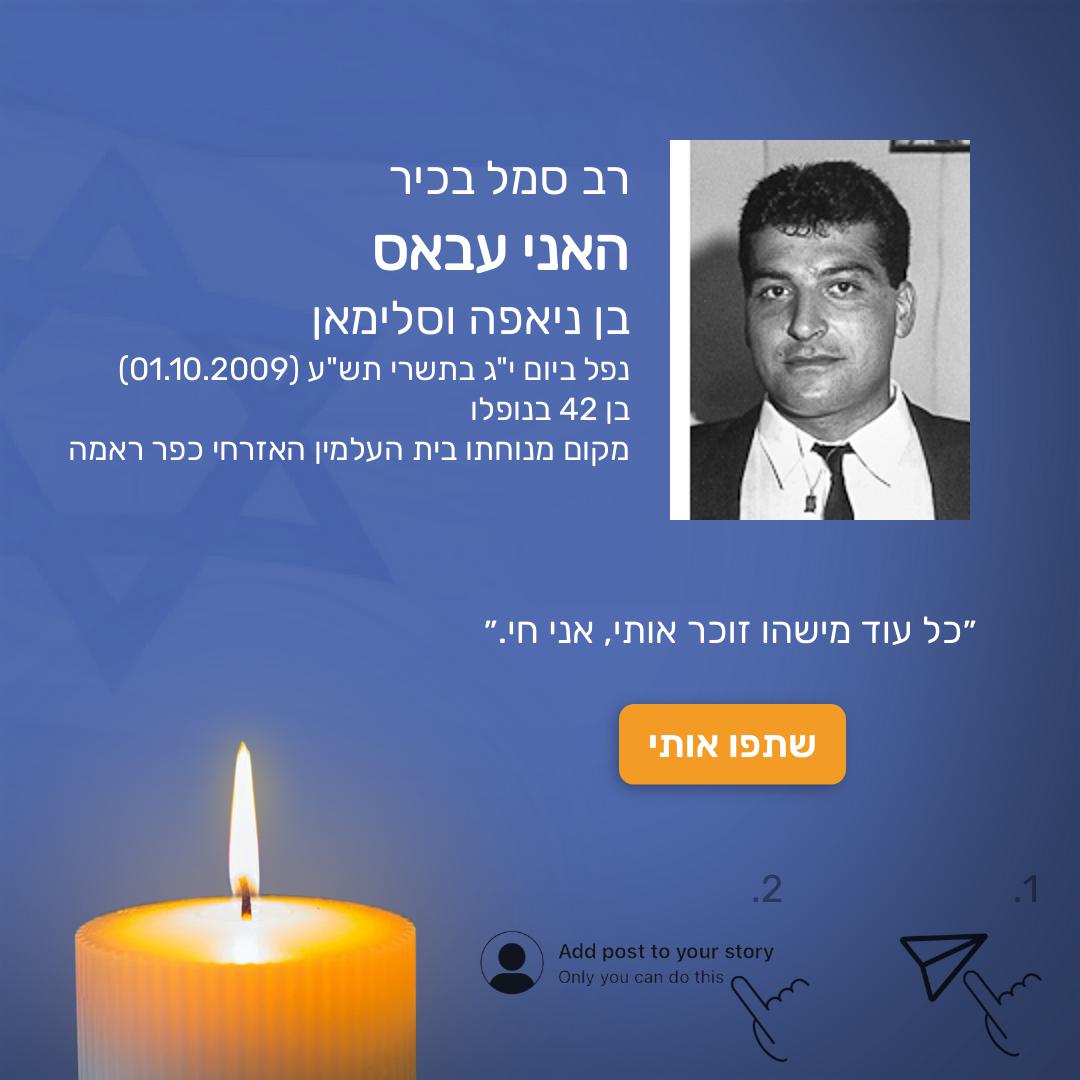 רב סמל בכיר
האני עבאס
בן ניאפה וסלימאן
נפל ביום י"ג בתשרי תש"ע (01.10.2009)
בן 42 בנופלו
מקום מנוחתו בית העלמין האזרחי כפר ראמה
״כל עוד מישהו זוכר אותי, אני חי.״
שתפו אותי
1.
2.
Add post to your story
Only you can do this